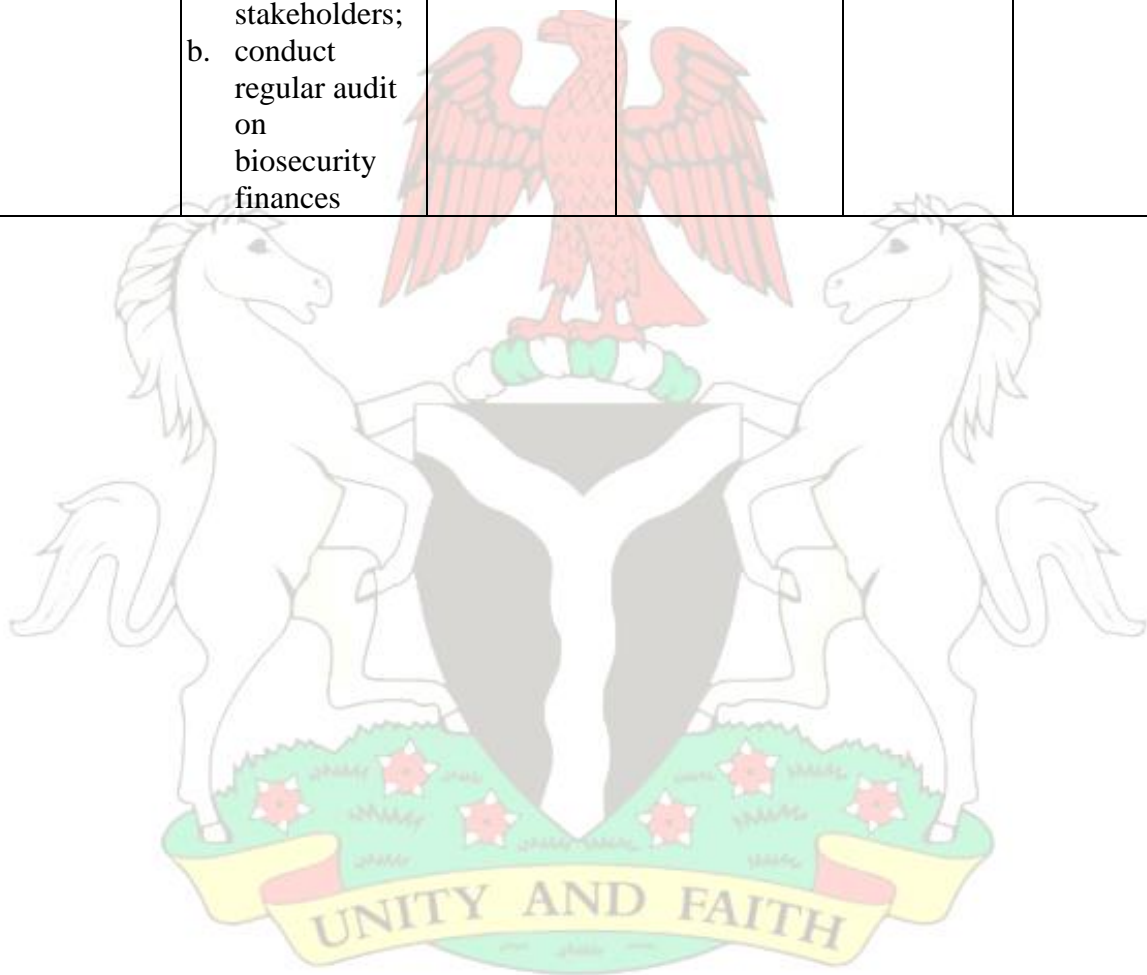 stakeholders;
b. conduct
regular audit
on
biosecurity
finances
UNITY AND FAITH